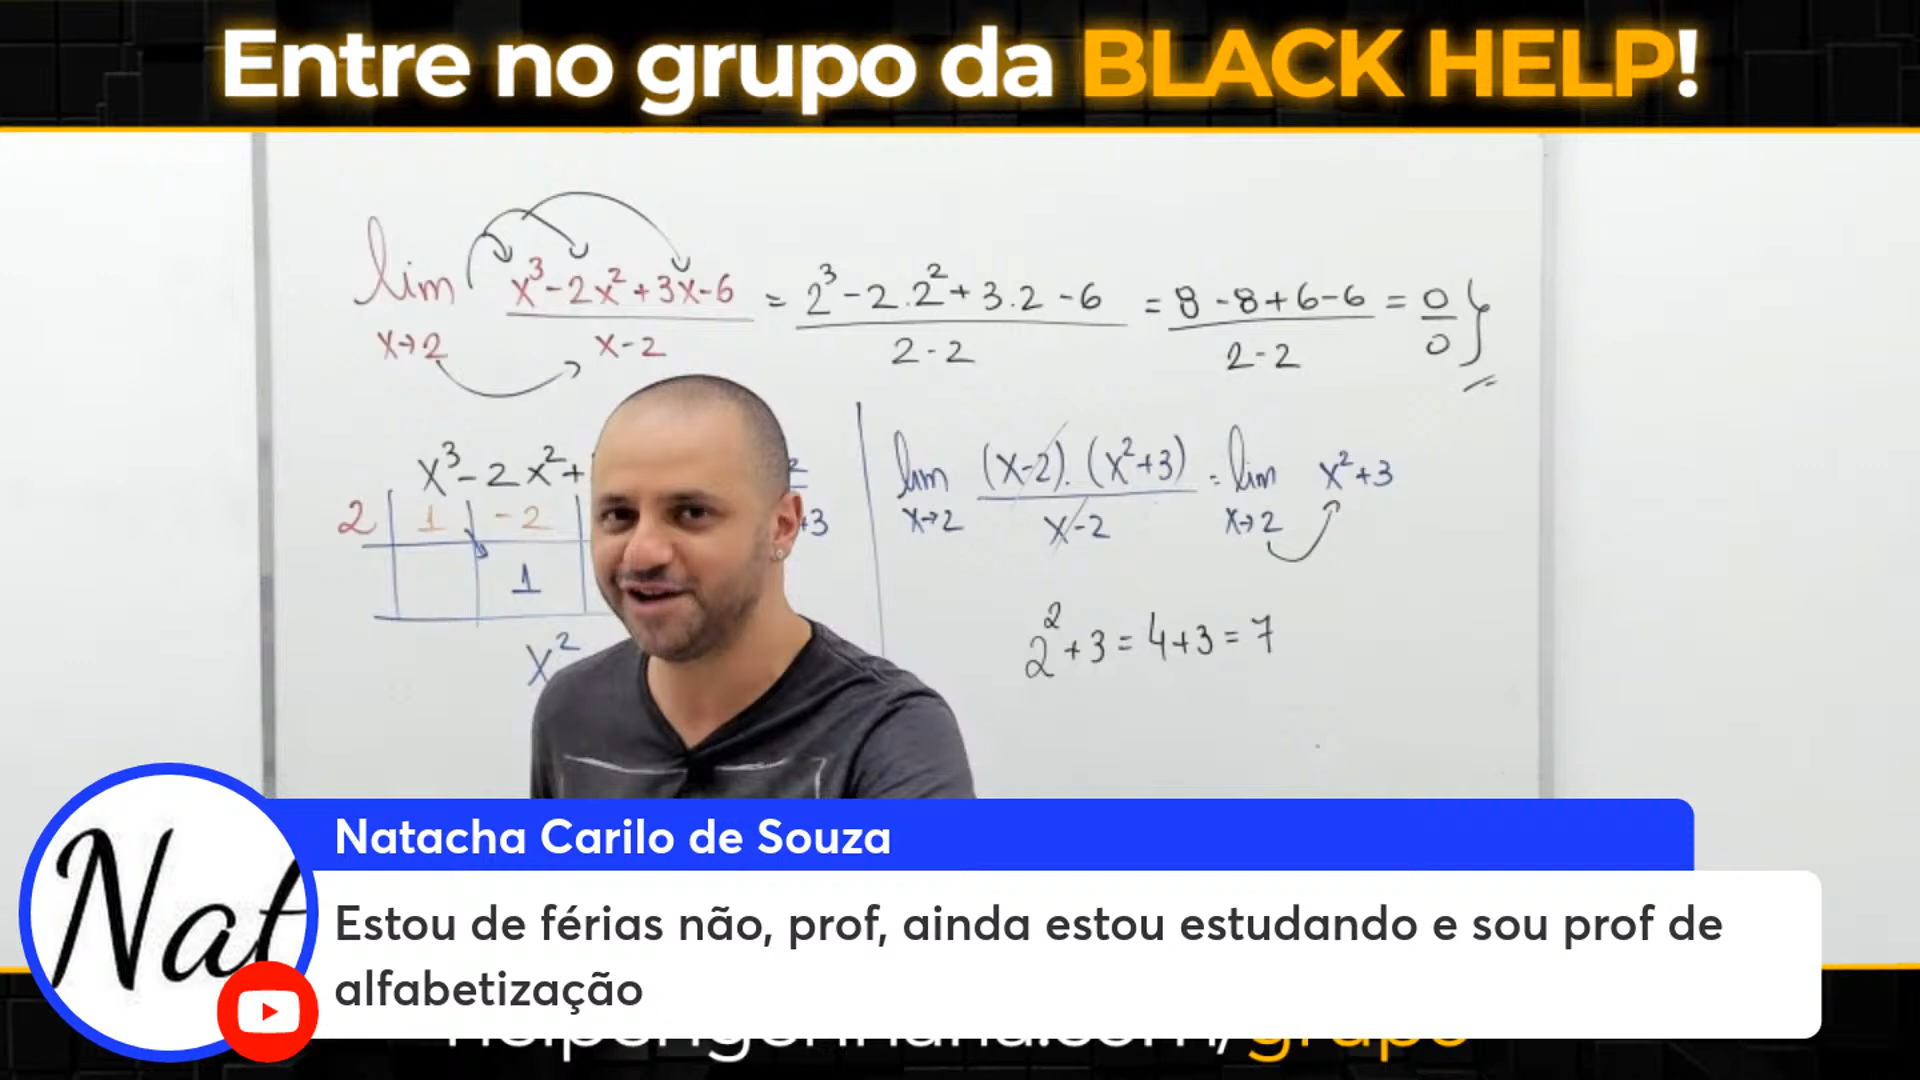 Entre no grupo da BLACK HELP!
lim x→2 x³-2x²+3x-6 / x-2 = 2³-2.2²+3.2-6 / 2-2 = 8-8+6-6 / 2-2 = 0/0
x³-2x²+
2 1 -2
1
x²
+3
lim x→2 (x-2).(x²+3) / x-2 = lim x→2 x²+3
2²+3=4+3=7
Nat
Natacha Carilo de Souza
Estou de férias não, prof, ainda estou estudando e sou prof de
alfabetização